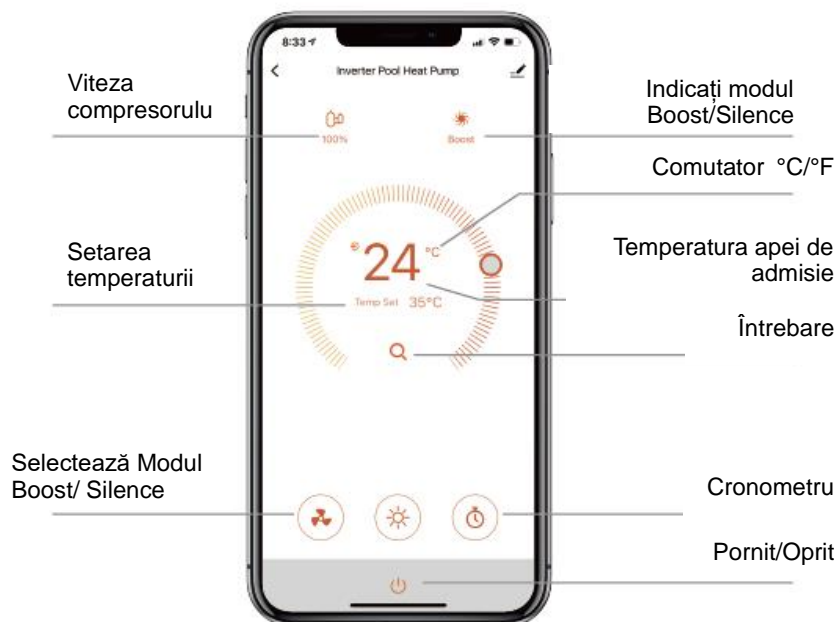 8:33
Inverter Pool Heat Pump
Viteza
compresorulu
100%
Boost
Indicați modul
Boost/Silence
Comutator °C/°F
Setarea
temperaturii
24 °C
Temp Set 35°C
Temperatura apei de
admisie
Întrebare
Selectează Modul
Boost/ Silence
Cronometru
Pornit/Oprit